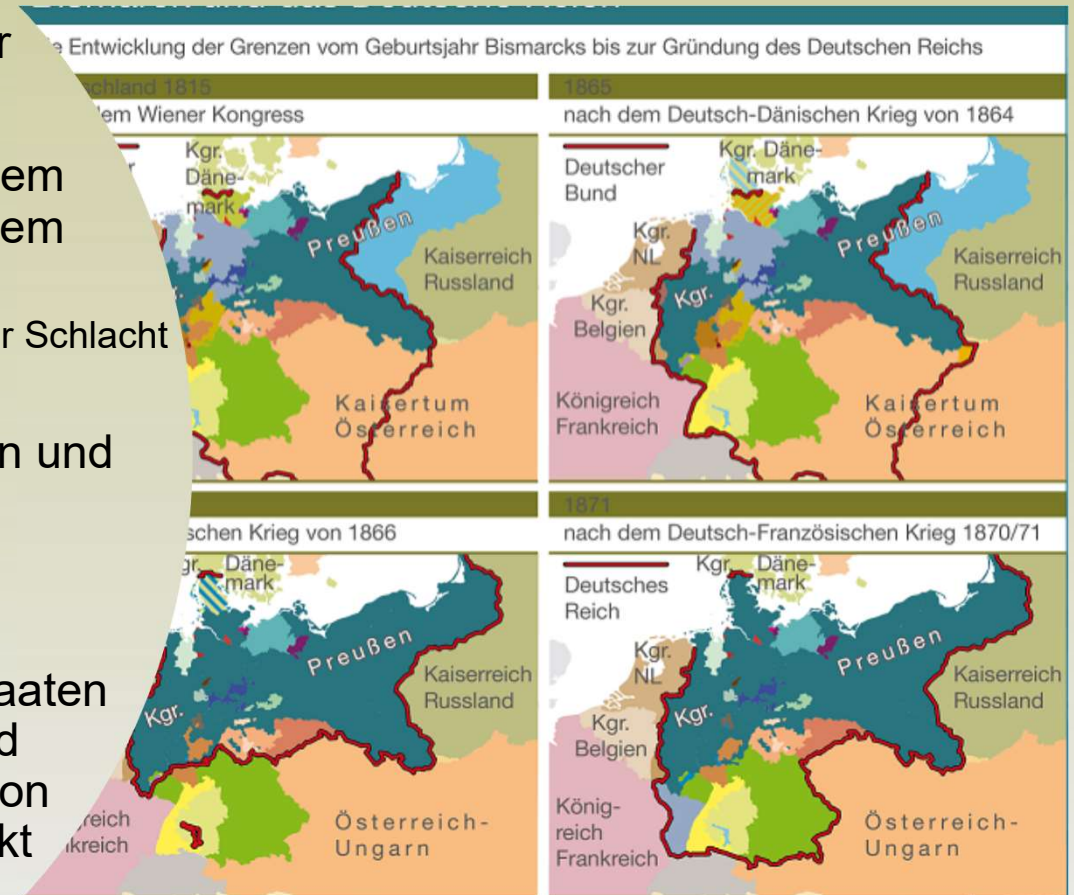 r
em
em
r Schlacht
n und
aaten
d
on
kt
e Entwicklung der Grenzen vom Geburtsjahr Bismarcks bis zur Gründung des Deutschen Reichs
schland 1815
em Wiener Kongress
Kgr.
Däne-
mark
Preußen
Kaiserreich
Russland
Kaisertum
Österreich
1865
nach dem Deutsch-Dänischen Krieg von 1864
Deutscher
Bund
Kgr. Däne-
mark
Kgr.
NL
Kgr.
Belgien
Kgr.
Preußen
Kaiserreich
Russland
Königreich
Frankreich
Kaisertum
Österreich
schen Krieg von 1866
gr. Däne-
mark
Kgr.
Preußen
Kaiserreich
Russland
reich
kreich
Österreich-
Ungarn
1871
nach dem Deutsch-Französischen Krieg 1870/71
Deutsches
Reich
Kgr. Däne-
mark
Kgr.
NL
Kgr.
Belgien
Kgr.
Preußen
Kaiserreich
Russland
König-
reich
Frankreich
Österreich-
Ungarn